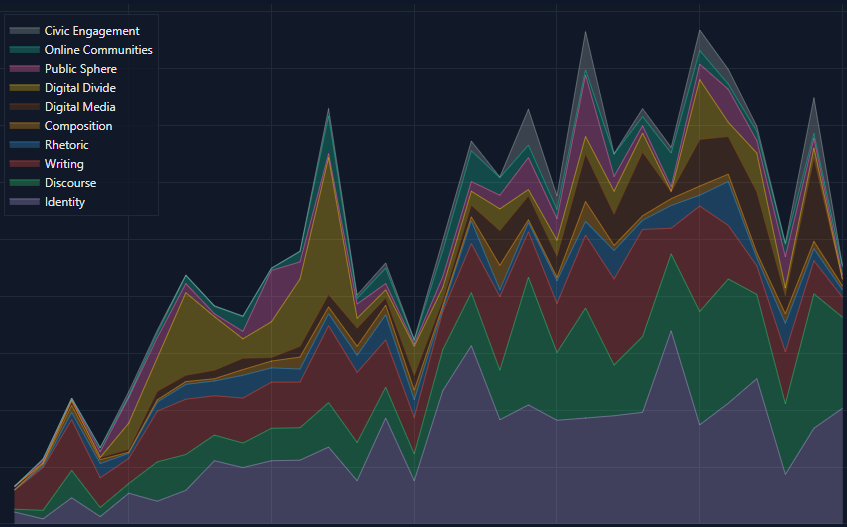 Civic Engagement
Online Communities
Public Sphere
Digital Divide
Digital Media
Composition
Rhetoric
Writing
Discourse
Identity